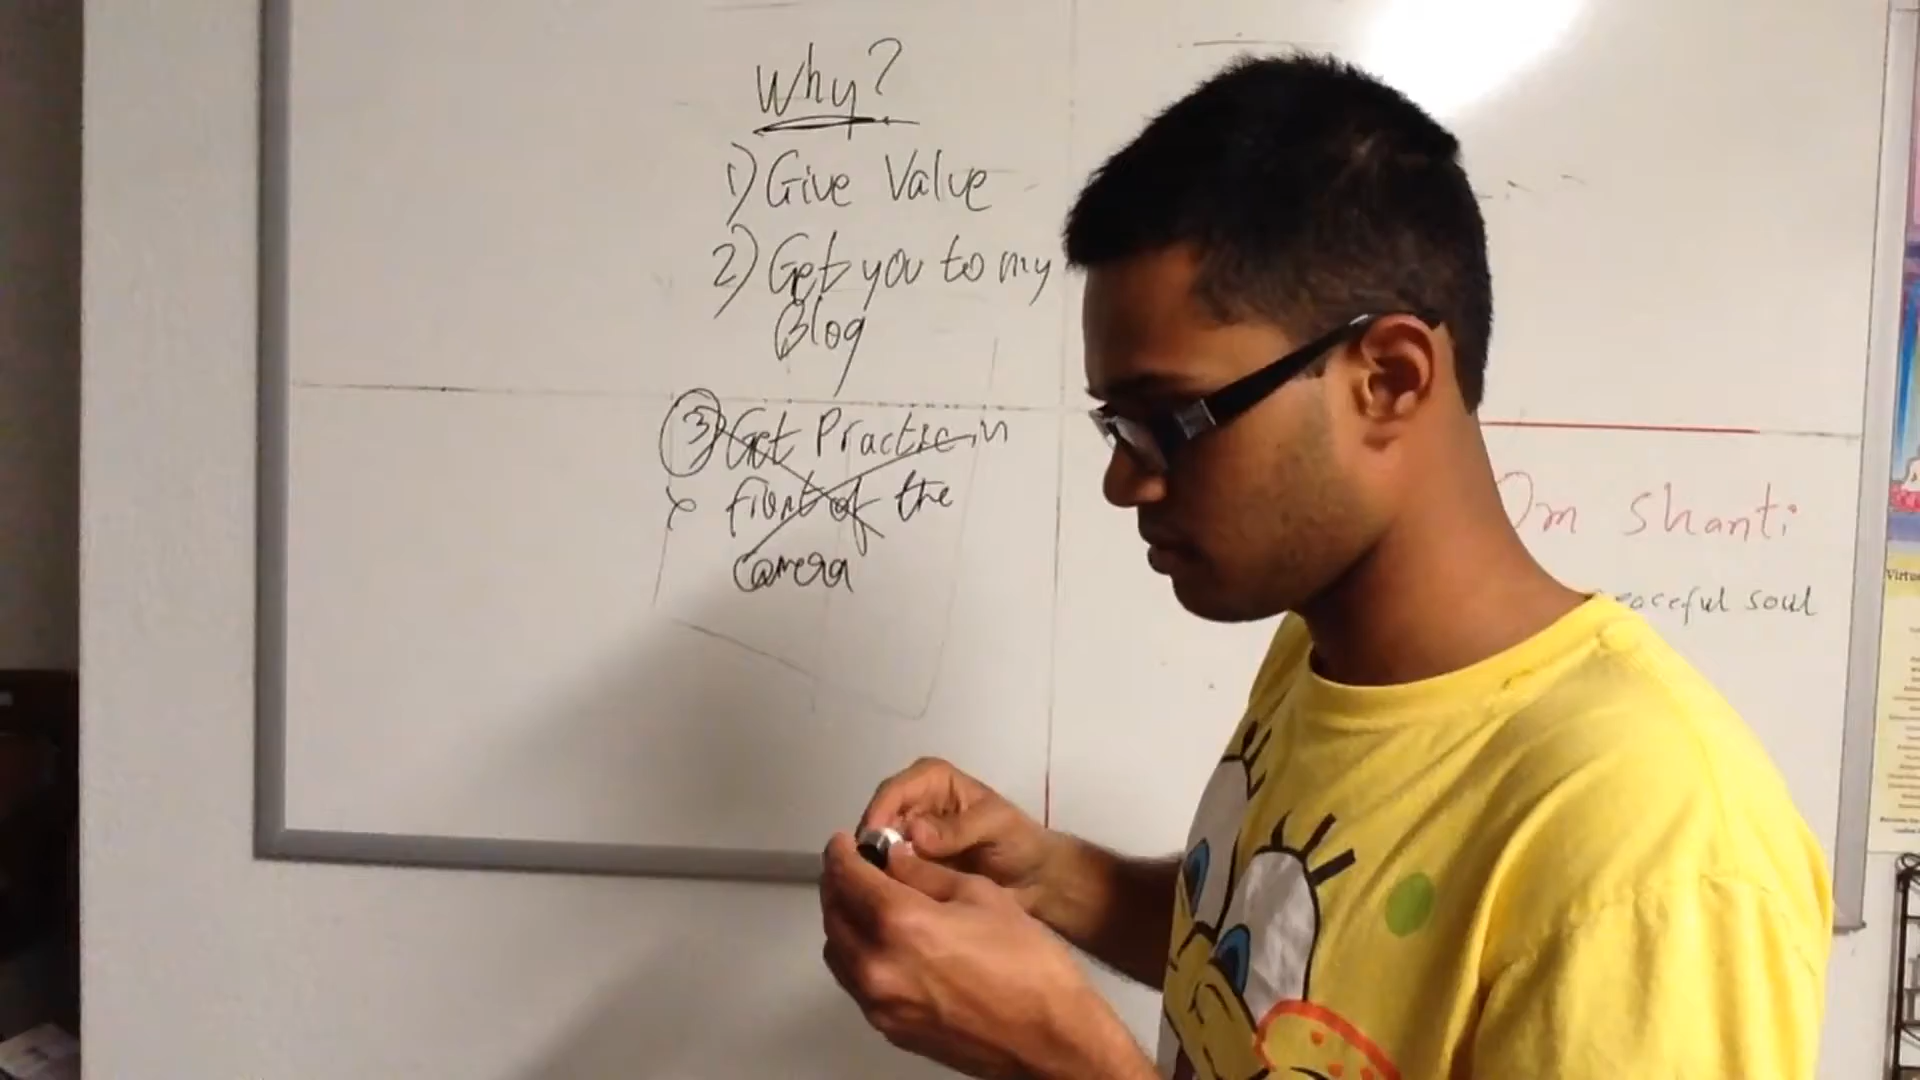 Why?
1) Give Value
2) Get you to my
Blog
3) Get Practice in
front of the
Camera
Om Shanti
peaceful soul
Virtue